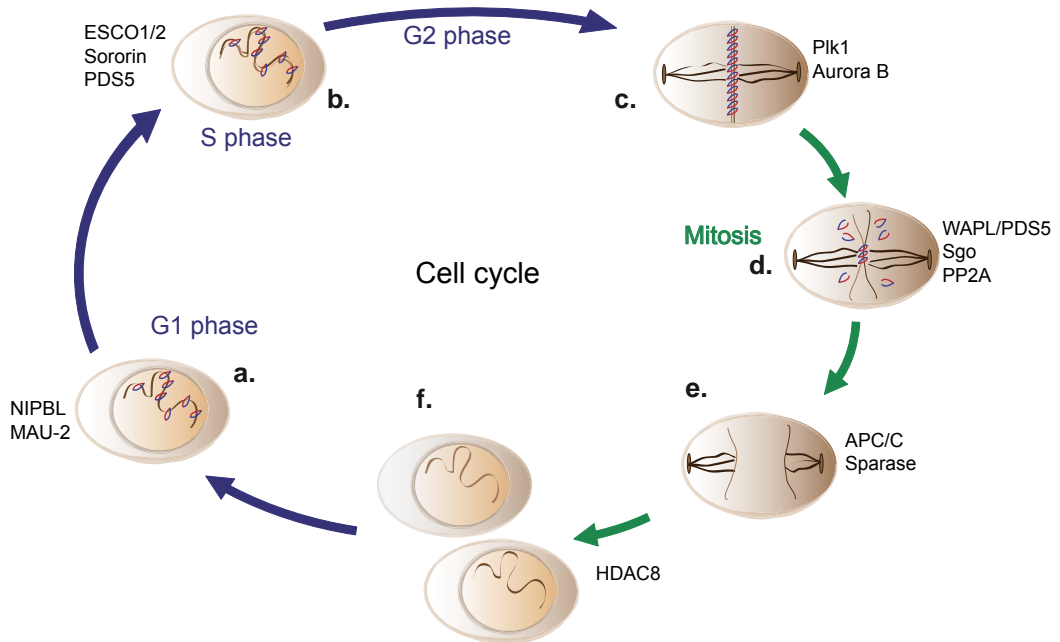 ESCO1/2
Sororin
PDS5
b.
S phase
G2 phase
c.
Plk1
Aurora B
Mitosis
d.
WAPL/PDS5
Sgo
PP2A
Cell cycle
G1 phase
a.
NIPBL
MAU-2
e.
APC/C
Sparase
f.
HDAC8